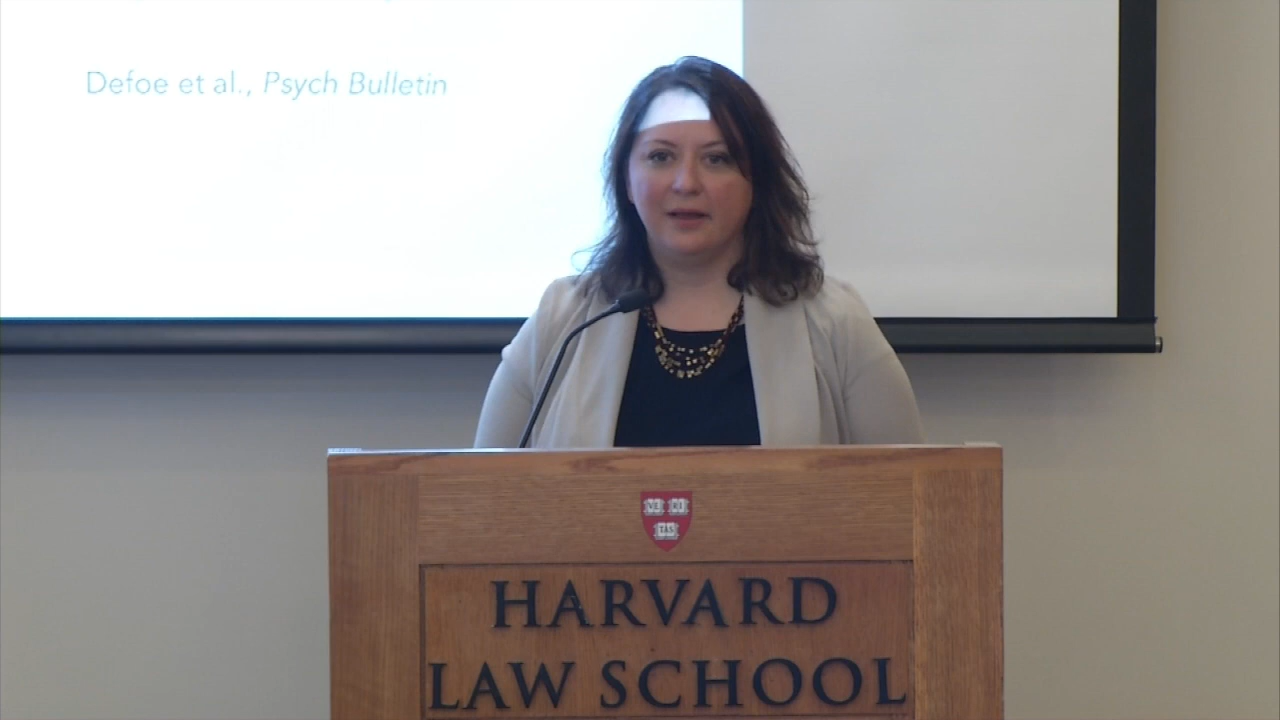 Defoe et al., Psych Bulletin
VE RI
TAS
HARVARD
LAW SCHOOL